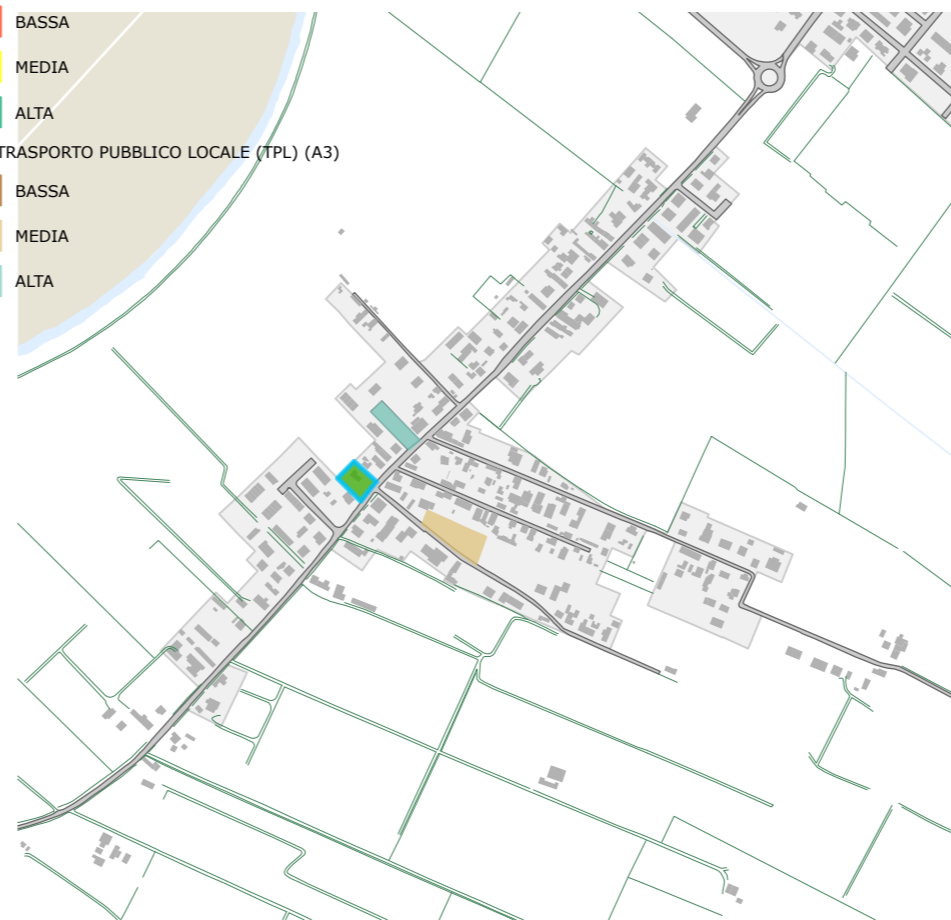 BASSA
MEDIA
ALTA
TRASPORTO PUBBLICO LOCALE (TPL) (A3)
BASSA
MEDIA
ALTA